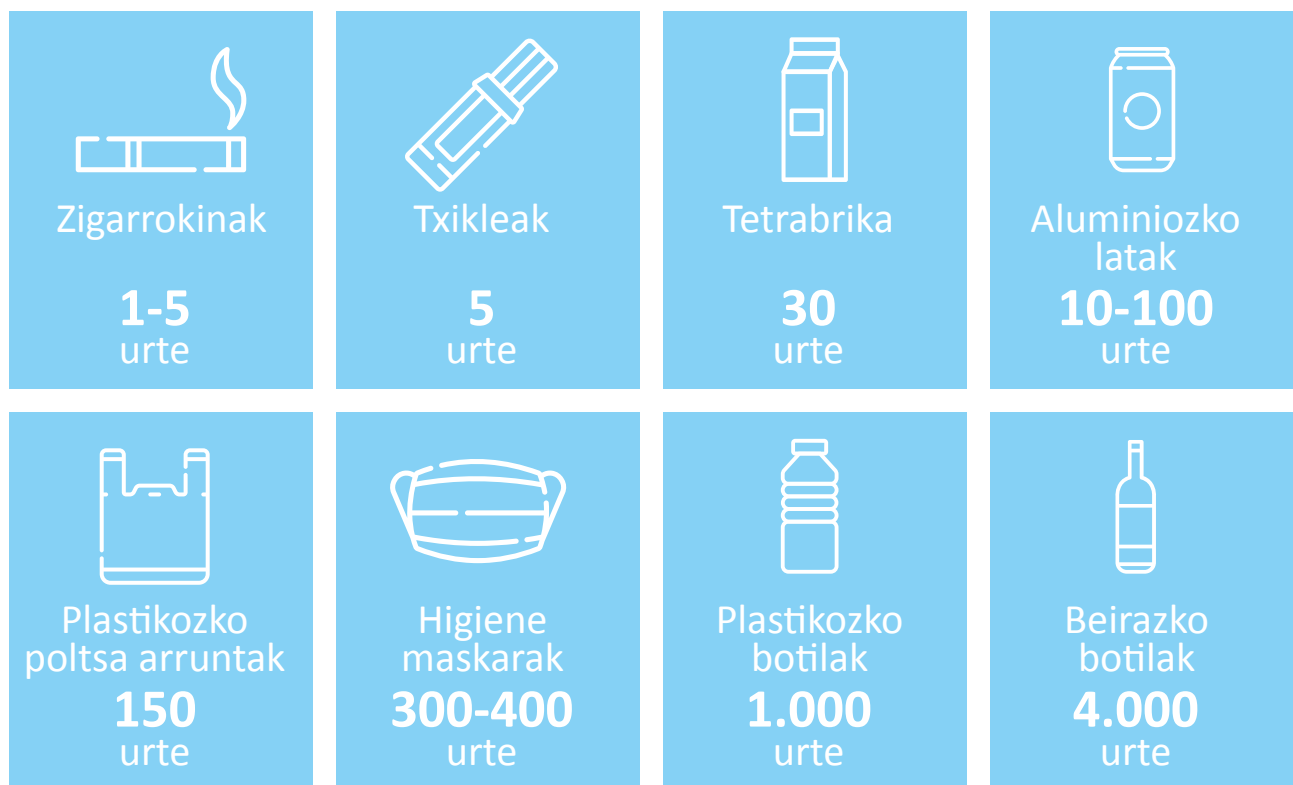 Zigarrokinak
1-5
urte
Txikleak
5
urte
Tetrabrika
30
urte
Aluminiozko
latak
10-100
urte
Plastikozko
poltsa arruntak
150
urte
Higiene
maskarak
300-400
urte
Plastikozko
botilak
1.000
urte
Beirazko
botilak
4.000
urte